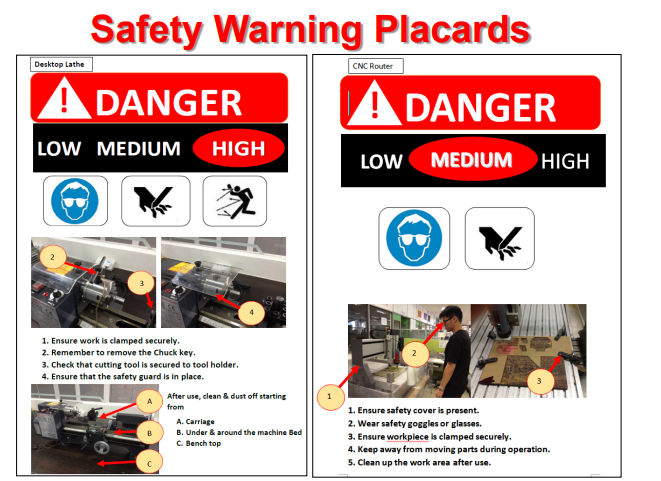 Safety Warning Placards
Desktop Lathe
! DANGER
LOW MEDIUM HIGH
2
3
4
1. Ensure work is clamped securely.
2. Remember to remove the Chuck key.
3. Check that cutting tool is secured to tool holder.
4. Ensure that the safety guard is in place.
A
B
C
After use, clean & dust off starting
from
A. Carriage
B. Under & around the machine Bed
C. Bench top
CNC Router
! DANGER
LOW MEDIUM HIGH
1
2
3
1. Ensure safety cover is present.
2. Wear safety goggles or glasses.
3. Ensure workpiece is clamped securely.
4. Keep away from moving parts during operation.
5. Clean up the work area after use.